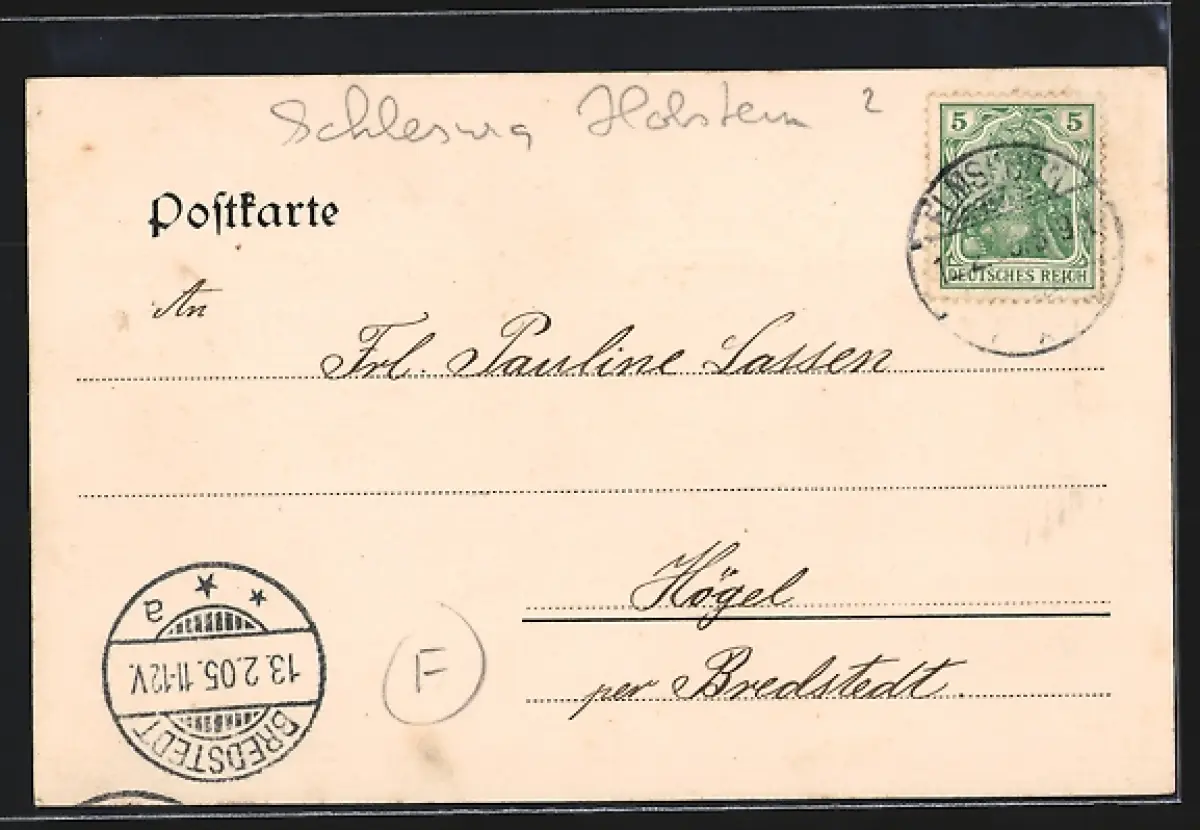 Schleswig Holstein ?
5 5
DEUTSCHES REICH
Poſtkarte
An
Frl. Pauline Lassen
Högel
per Bredstedt.
F
a
13.2.05.11-12V.
BREDSTEDT